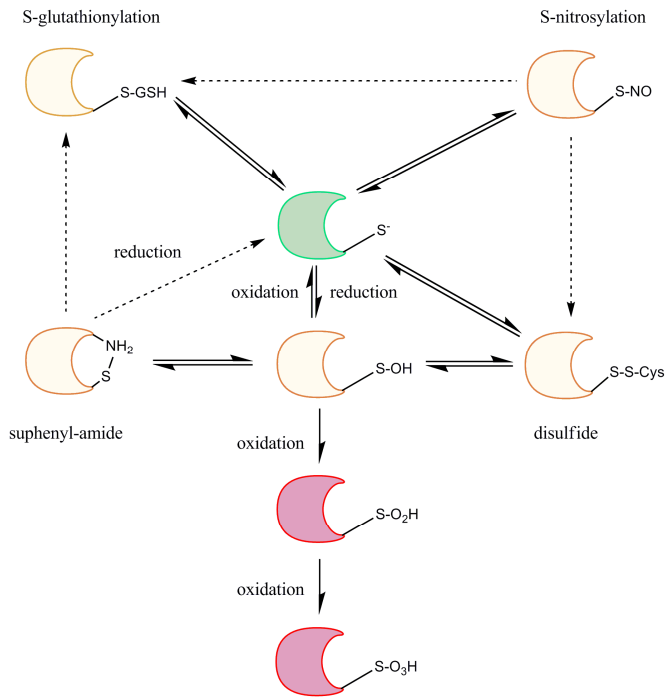 S-glutathionylation
S-nitrosylation
S-GSH
S-NO
S-
reduction
oxidation
reduction
NH2
S
S-OH
S-S-Cys
suphenyl-amide
disulfide
oxidation
S-O2H
oxidation
S-O3H